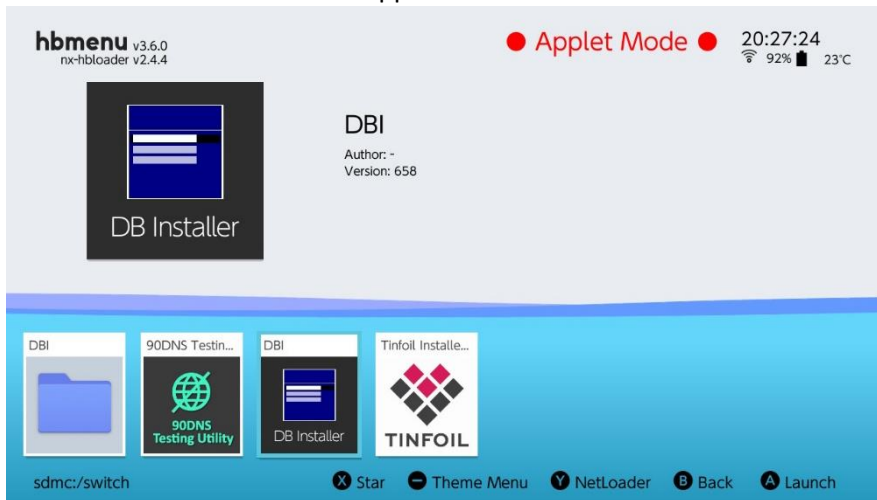 hbmenu v3.6.0
nx-hbloader v2.4.4
Applet Mode
20:27:24
92% 23°C
DB Installer
DBI
Author: -
Version: 658
DBI
90DNS Testin...
90DNS
Testing Utility
DBI
DB Installer
Tinfoil Installe...
TINFOIL
sdmc:/switch
X Star
Theme Menu
Y NetLoader
B Back
A Launch